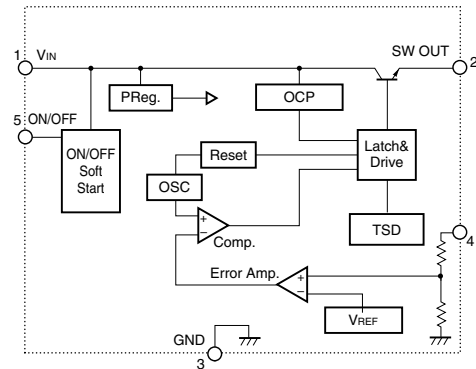 1
VIN
SW OUT
2
PReg.
OCP
5
ON/OFF
ON/OFF
Soft
Start
Reset
Latch&
Drive
OSC
+
−
Comp.
TSD
4
Error Amp.
+
−
VREF
GND
3